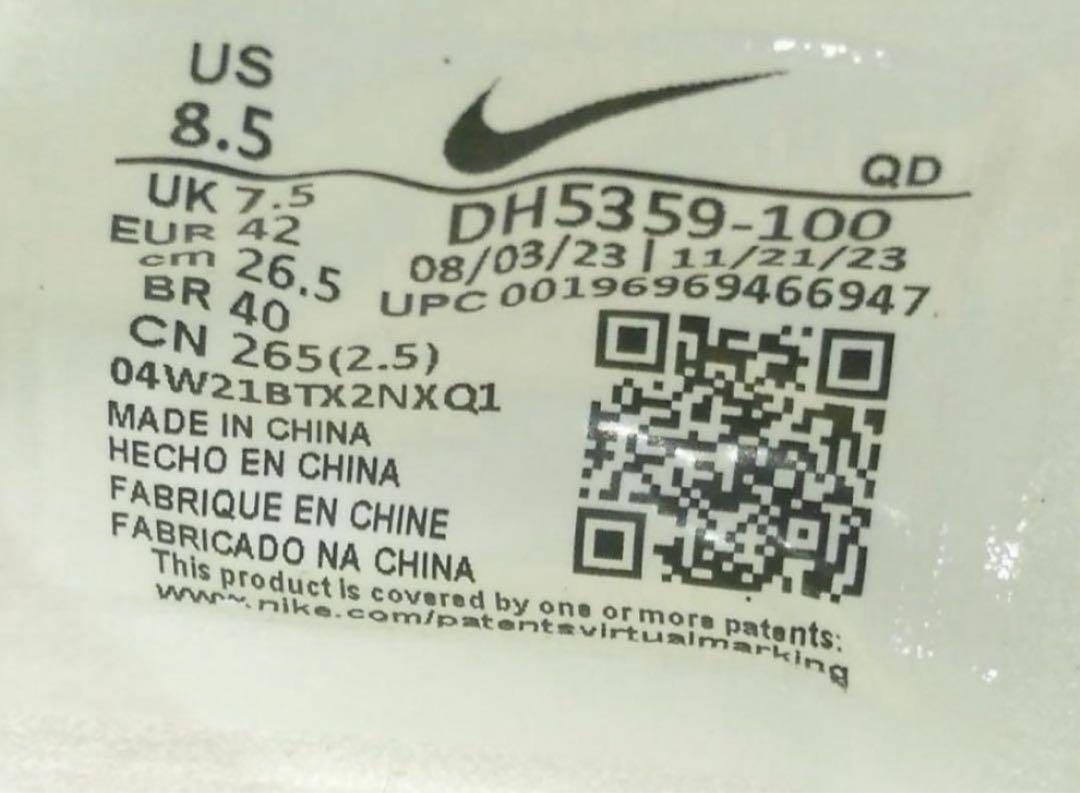 US
8.5
QD
UK 7.5
EUR 42
cm 26.5
BR 40
CN 265(2.5)
DH5359-100
08/03/23 | 11/21/23
UPC 00196969466947
04W21BTX2NXQ1
MADE IN CHINA
HECHO EN CHINA
FABRIQUE EN CHINE
FABRICADO NA CHINA
This product is covered by one or more patents:
www.nike.com/patentsvirtualmarking